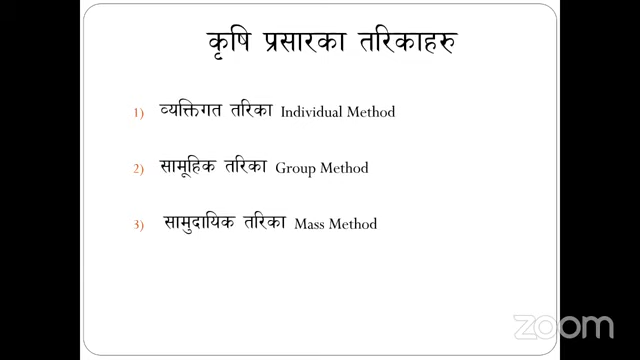 कृषि प्रसारका तरिकाहरु
1) व्यक्तिगत तरिका Individual Method
2) सामूहिक तरिका Group Method
3) सामुदायिक तरिका Mass Method
zoom